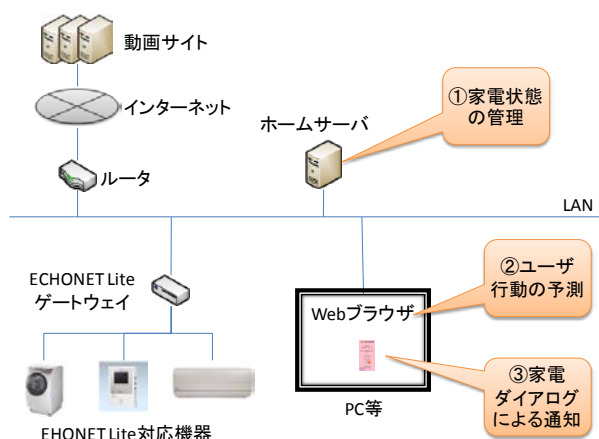 動画サイト
インターネット
ルータ
ホームサーバ
①家電状態
の管理
LAN
ECHONET Lite
ゲートウェイ
EHONET Lite対応機器
Webブラウザ
PC等
②ユーザ
行動の予測
③家電
ダイアログ
による通知